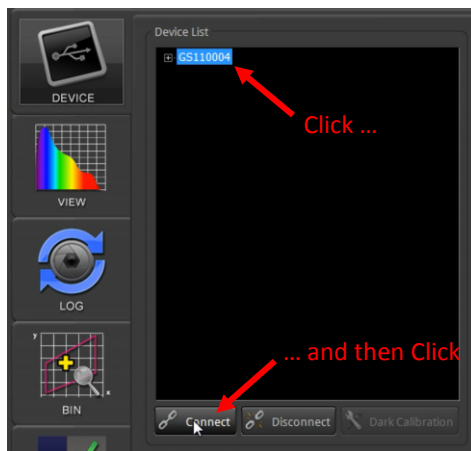 Device List
GS110004
DEVICE
Click ...
VIEW
LOG
... and then Click
y
x
BIN
Connect
Disconnect
Dark Calibration